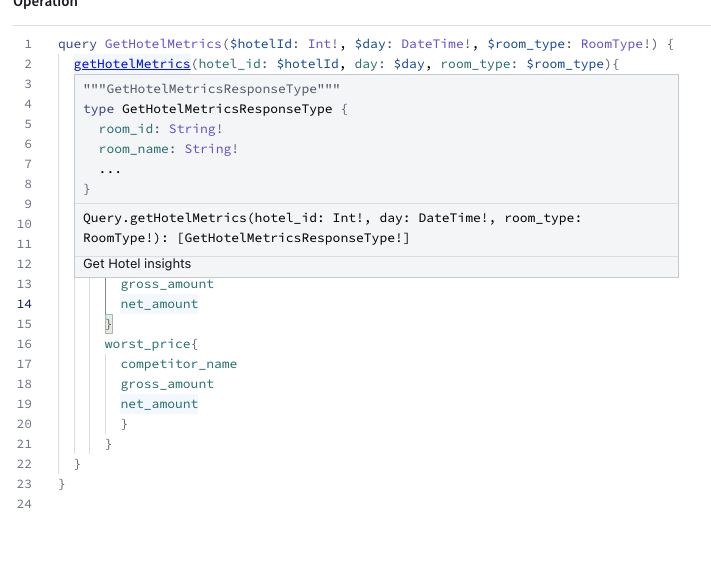 Operation
1 query GetHotelMetrics($hotelId: Int!, $day: DateTime!, $room_type: RoomType!) {
2 getHotelMetrics(hotel_id: $hotelId, day: $day, room_type: $room_type){
3 """GetHotelMetricsResponseType"""
4 type GetHotelMetricsResponseType {
5 room_id: String!
6 room_name: String!
7 ...
8 }
9
10 Query.getHotelMetrics(hotel_id: Int!, day: DateTime!, room_type:
11 RoomType!): [GetHotelMetricsResponseType!]
12 Get Hotel insights
13 gross_amount
14 net_amount
15 }
16 worst_price{
17 competitor_name
18 gross_amount
19 net_amount
20 }
21 }
22 }
23 }
24